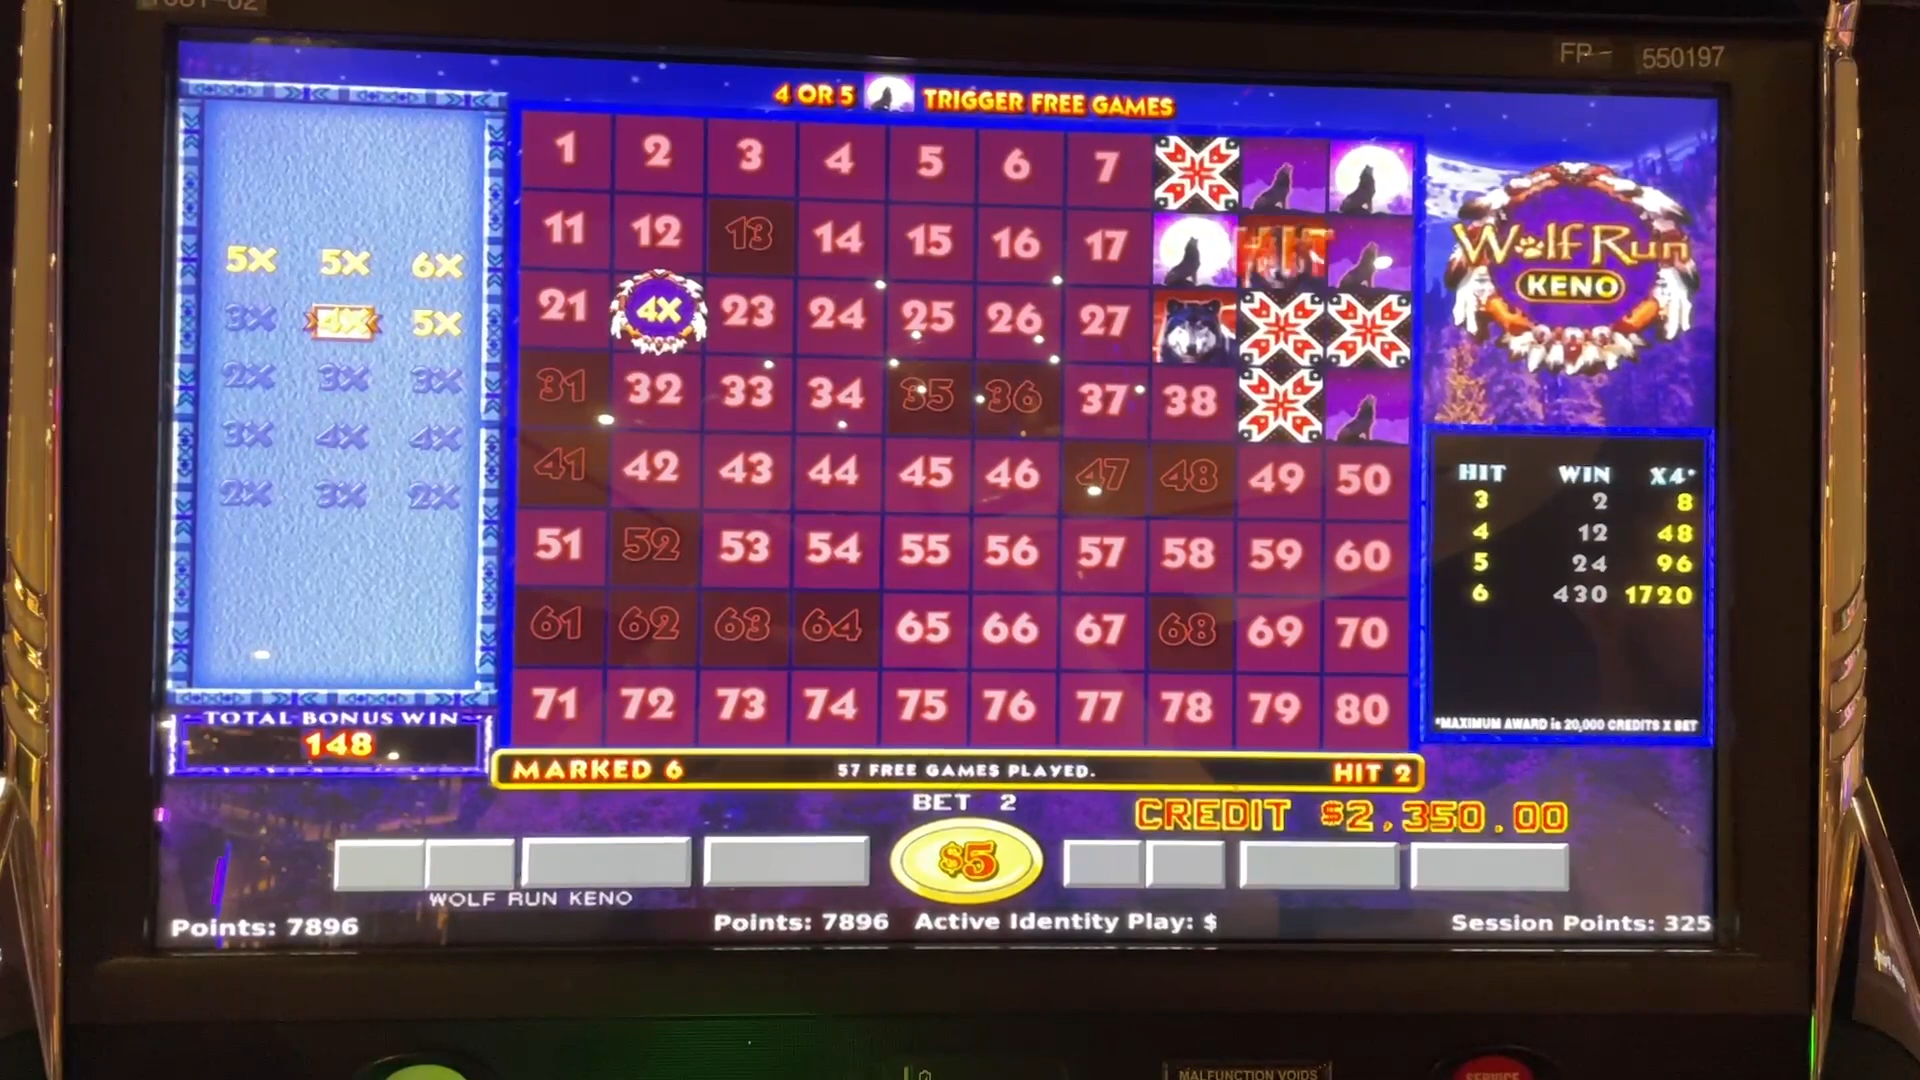 FP- 550197
4 OR 5 TRIGGER FREE GAMES
1 2 3 4 5 6 7
11 12 13 14 15 16 17 HIT
21 4X 23 24 25 26 27
31 32 33 34 35 36 37 38
41 42 43 44 45 46 47 48 49 50
51 52 53 54 55 56 57 58 59 60
61 62 63 64 65 66 67 68 69 70
71 72 73 74 75 76 77 78 79 80
5X 5X 6X
3X 4X 5X
2X 3X 3X
3X 4X 4X
2X 3X 2X
TOTAL BONUS WIN
148
Wolf Run
KENO
HIT WIN X4*
3 2 8
4 12 48
5 24 96
6 430 1720
*MAXIMUM AWARD is 20,000 CREDITS X BET
MARKED 6 57 FREE GAMES PLAYED. HIT 2
BET 2
CREDIT $2,350.00
$5
WOLF RUN KENO
Points: 7896 Points: 7896 Active Identity Play: $ Session Points: 325
MALFUNCTION VOIDS
SERVICE